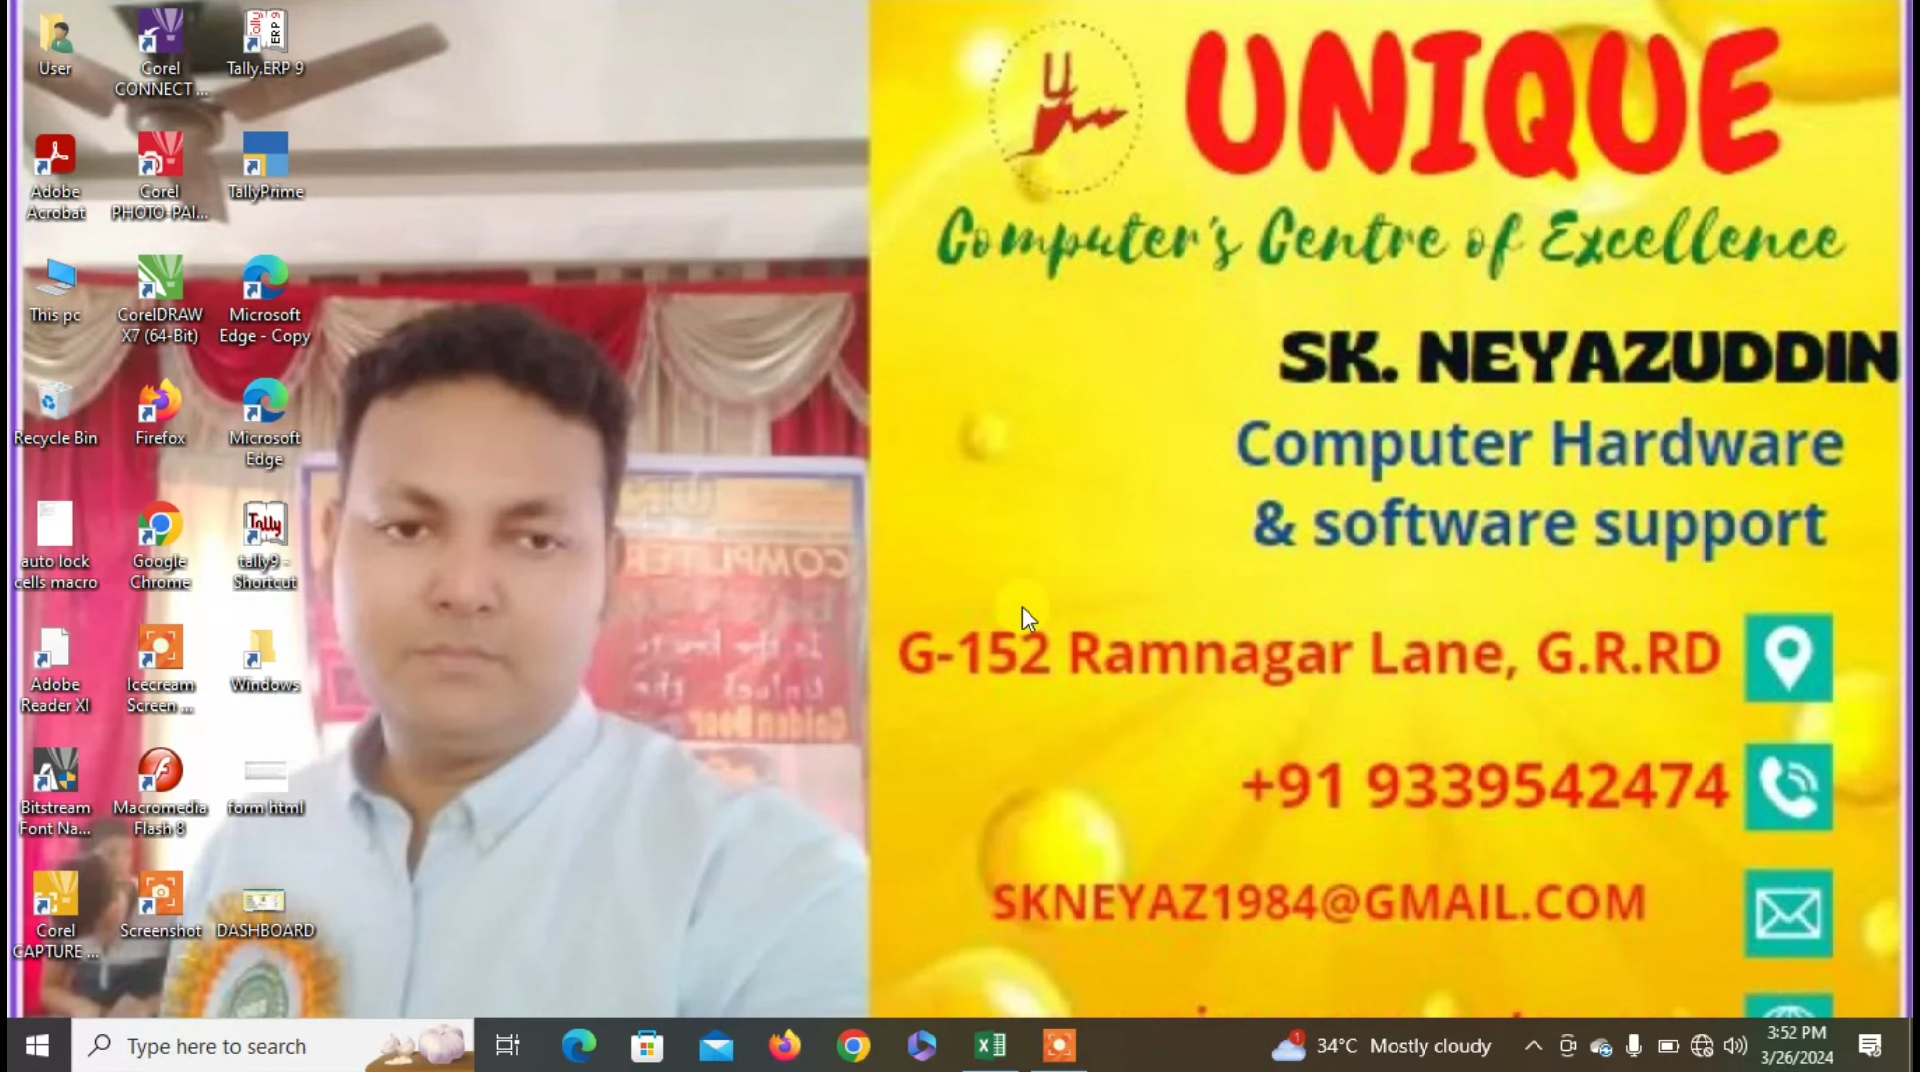 User
Corel CONNECT ...
Tally.ERP 9
Adobe Acrobat
Corel PHOTO-PAI...
TallyPrime
This pc
CorelDRAW X7 (64-Bit)
Microsoft Edge - Copy
Recycle Bin
Firefox
Microsoft Edge
auto lock cells macro
Google Chrome
tally9 - Shortcut
Adobe Reader XI
Icecream Screen ...
Windows
Bitstream Font Na...
Macromedia Flash 8
form html
Corel CAPTURE ...
Screenshot
DASHBOARD
UNIQUE
Computer's Centre of Excellence
SK. NEYAZUDDIN
Computer Hardware
& software support
G-152 Ramnagar Lane, G.R.RD
+91 9339542474
SKNEYAZ1984@GMAIL.COM
COMPUTER
Golden Door
Type here to search
34°C Mostly cloudy
3:52 PM
3/26/2024